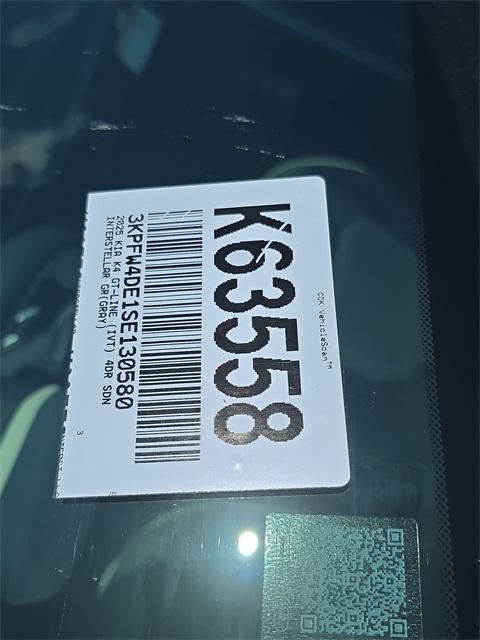 CDK VehicleScan™
K63558
3KPFW4DE1SE130580
2025 KIA K4 GT-LINE (IVT) 4DR SDN
INTERSTELLAR GR(GRAY)
3